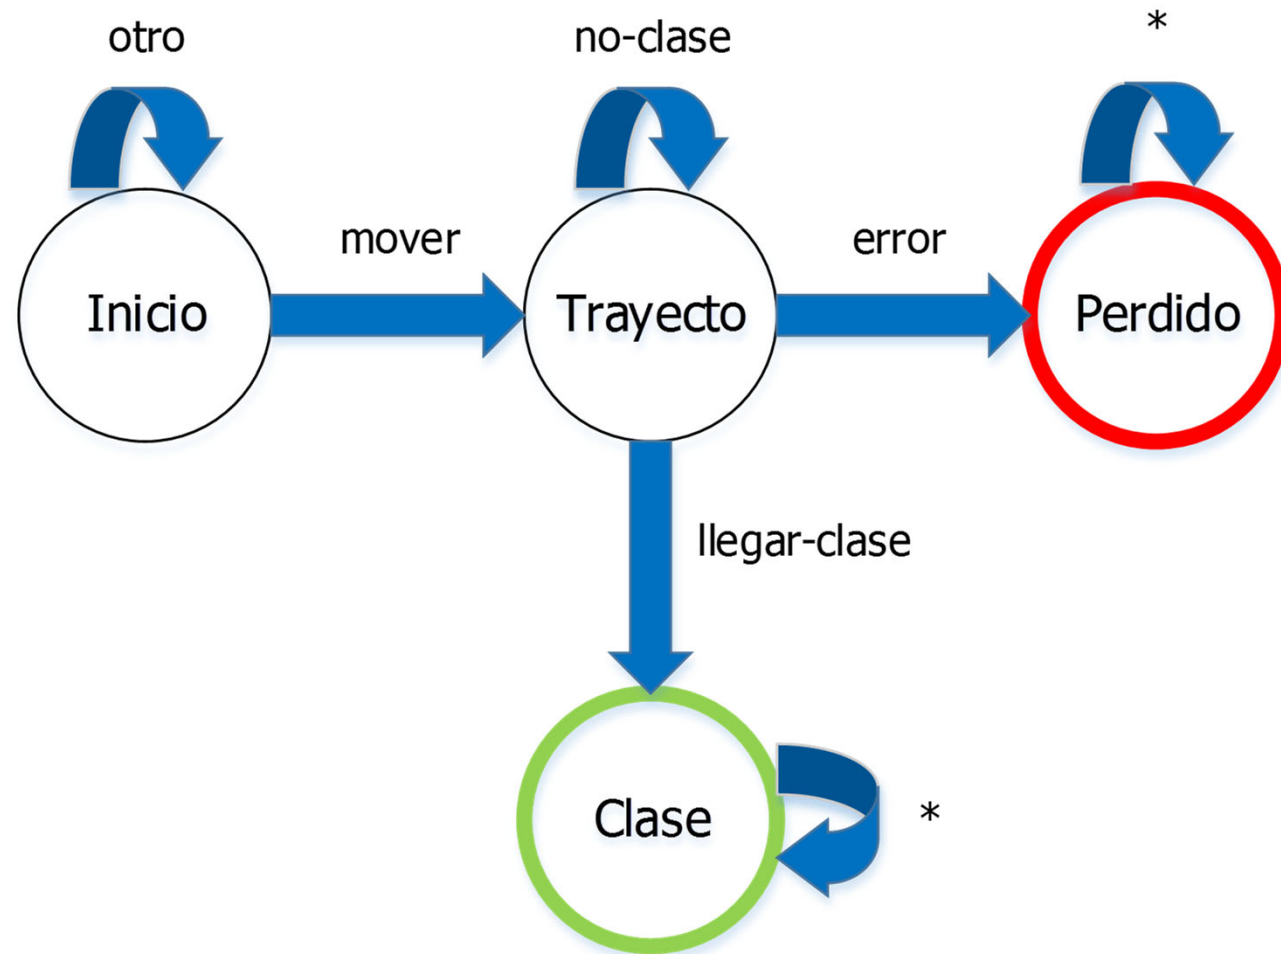 otro
no-clase
*
mover
error
Inicio
Trayecto
Perdido
llegar-clase
Clase
*